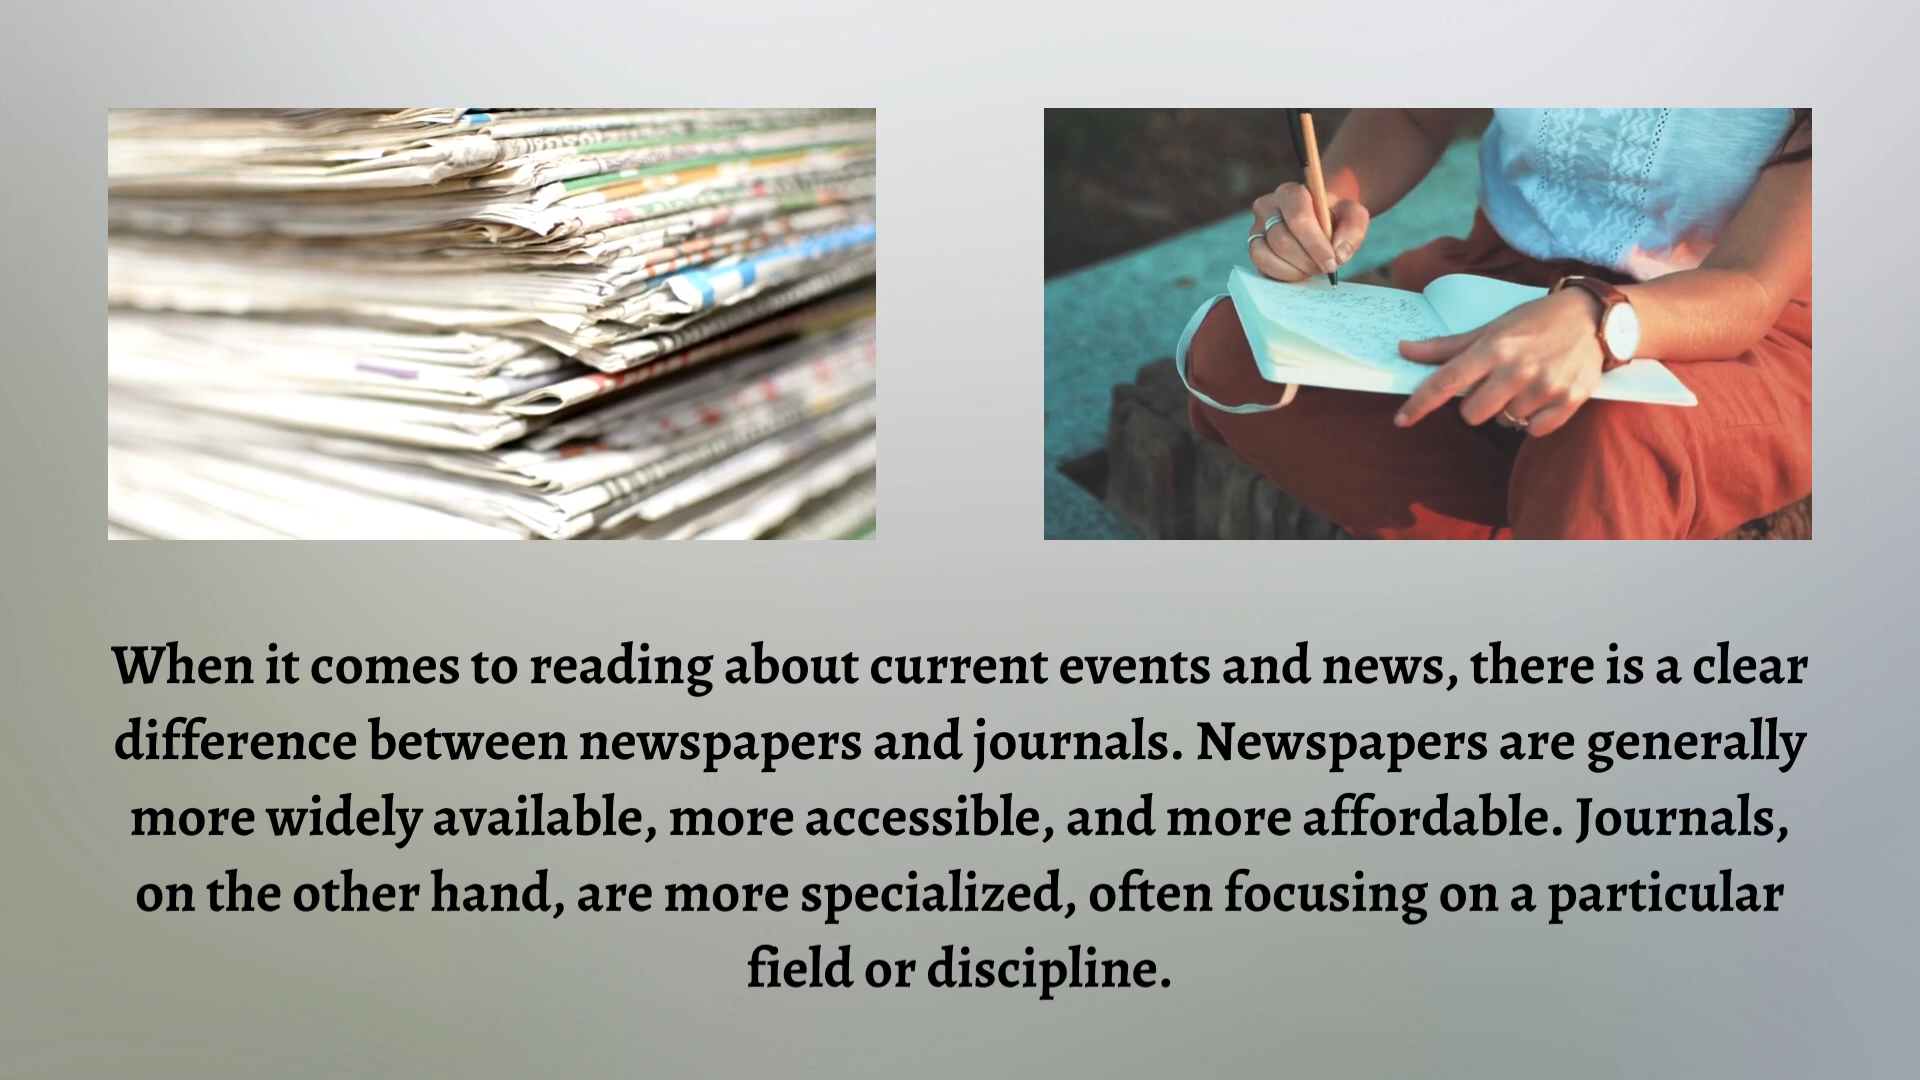 When it comes to reading about current events and news, there is a clear
difference between newspapers and journals. Newspapers are generally
more widely available, more accessible, and more affordable. Journals,
on the other hand, are more specialized, often focusing on a particular
field or discipline.